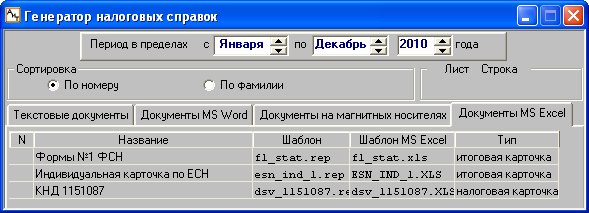 Генератор налоговых справок
Период в пределах с Января по Декабрь 2010 года
Сортировка
По номеру По фамилии
Лист Строка
Текстовые документы Документы MS Word Документы на магнитных носителях Документы MS Excel
N Название Шаблон Шаблон MS Excel Тип
Формы №1 ФСН f1_stat.rep f1_stat.xls итоговая карточка
Индивидуальная карточка по ЕСН esn_ind_1.rep ESN_IND_1.XLS итоговая карточка
КНД 1151087 dsv_1151087.re dsv_1151087.XLS налоговая карточка